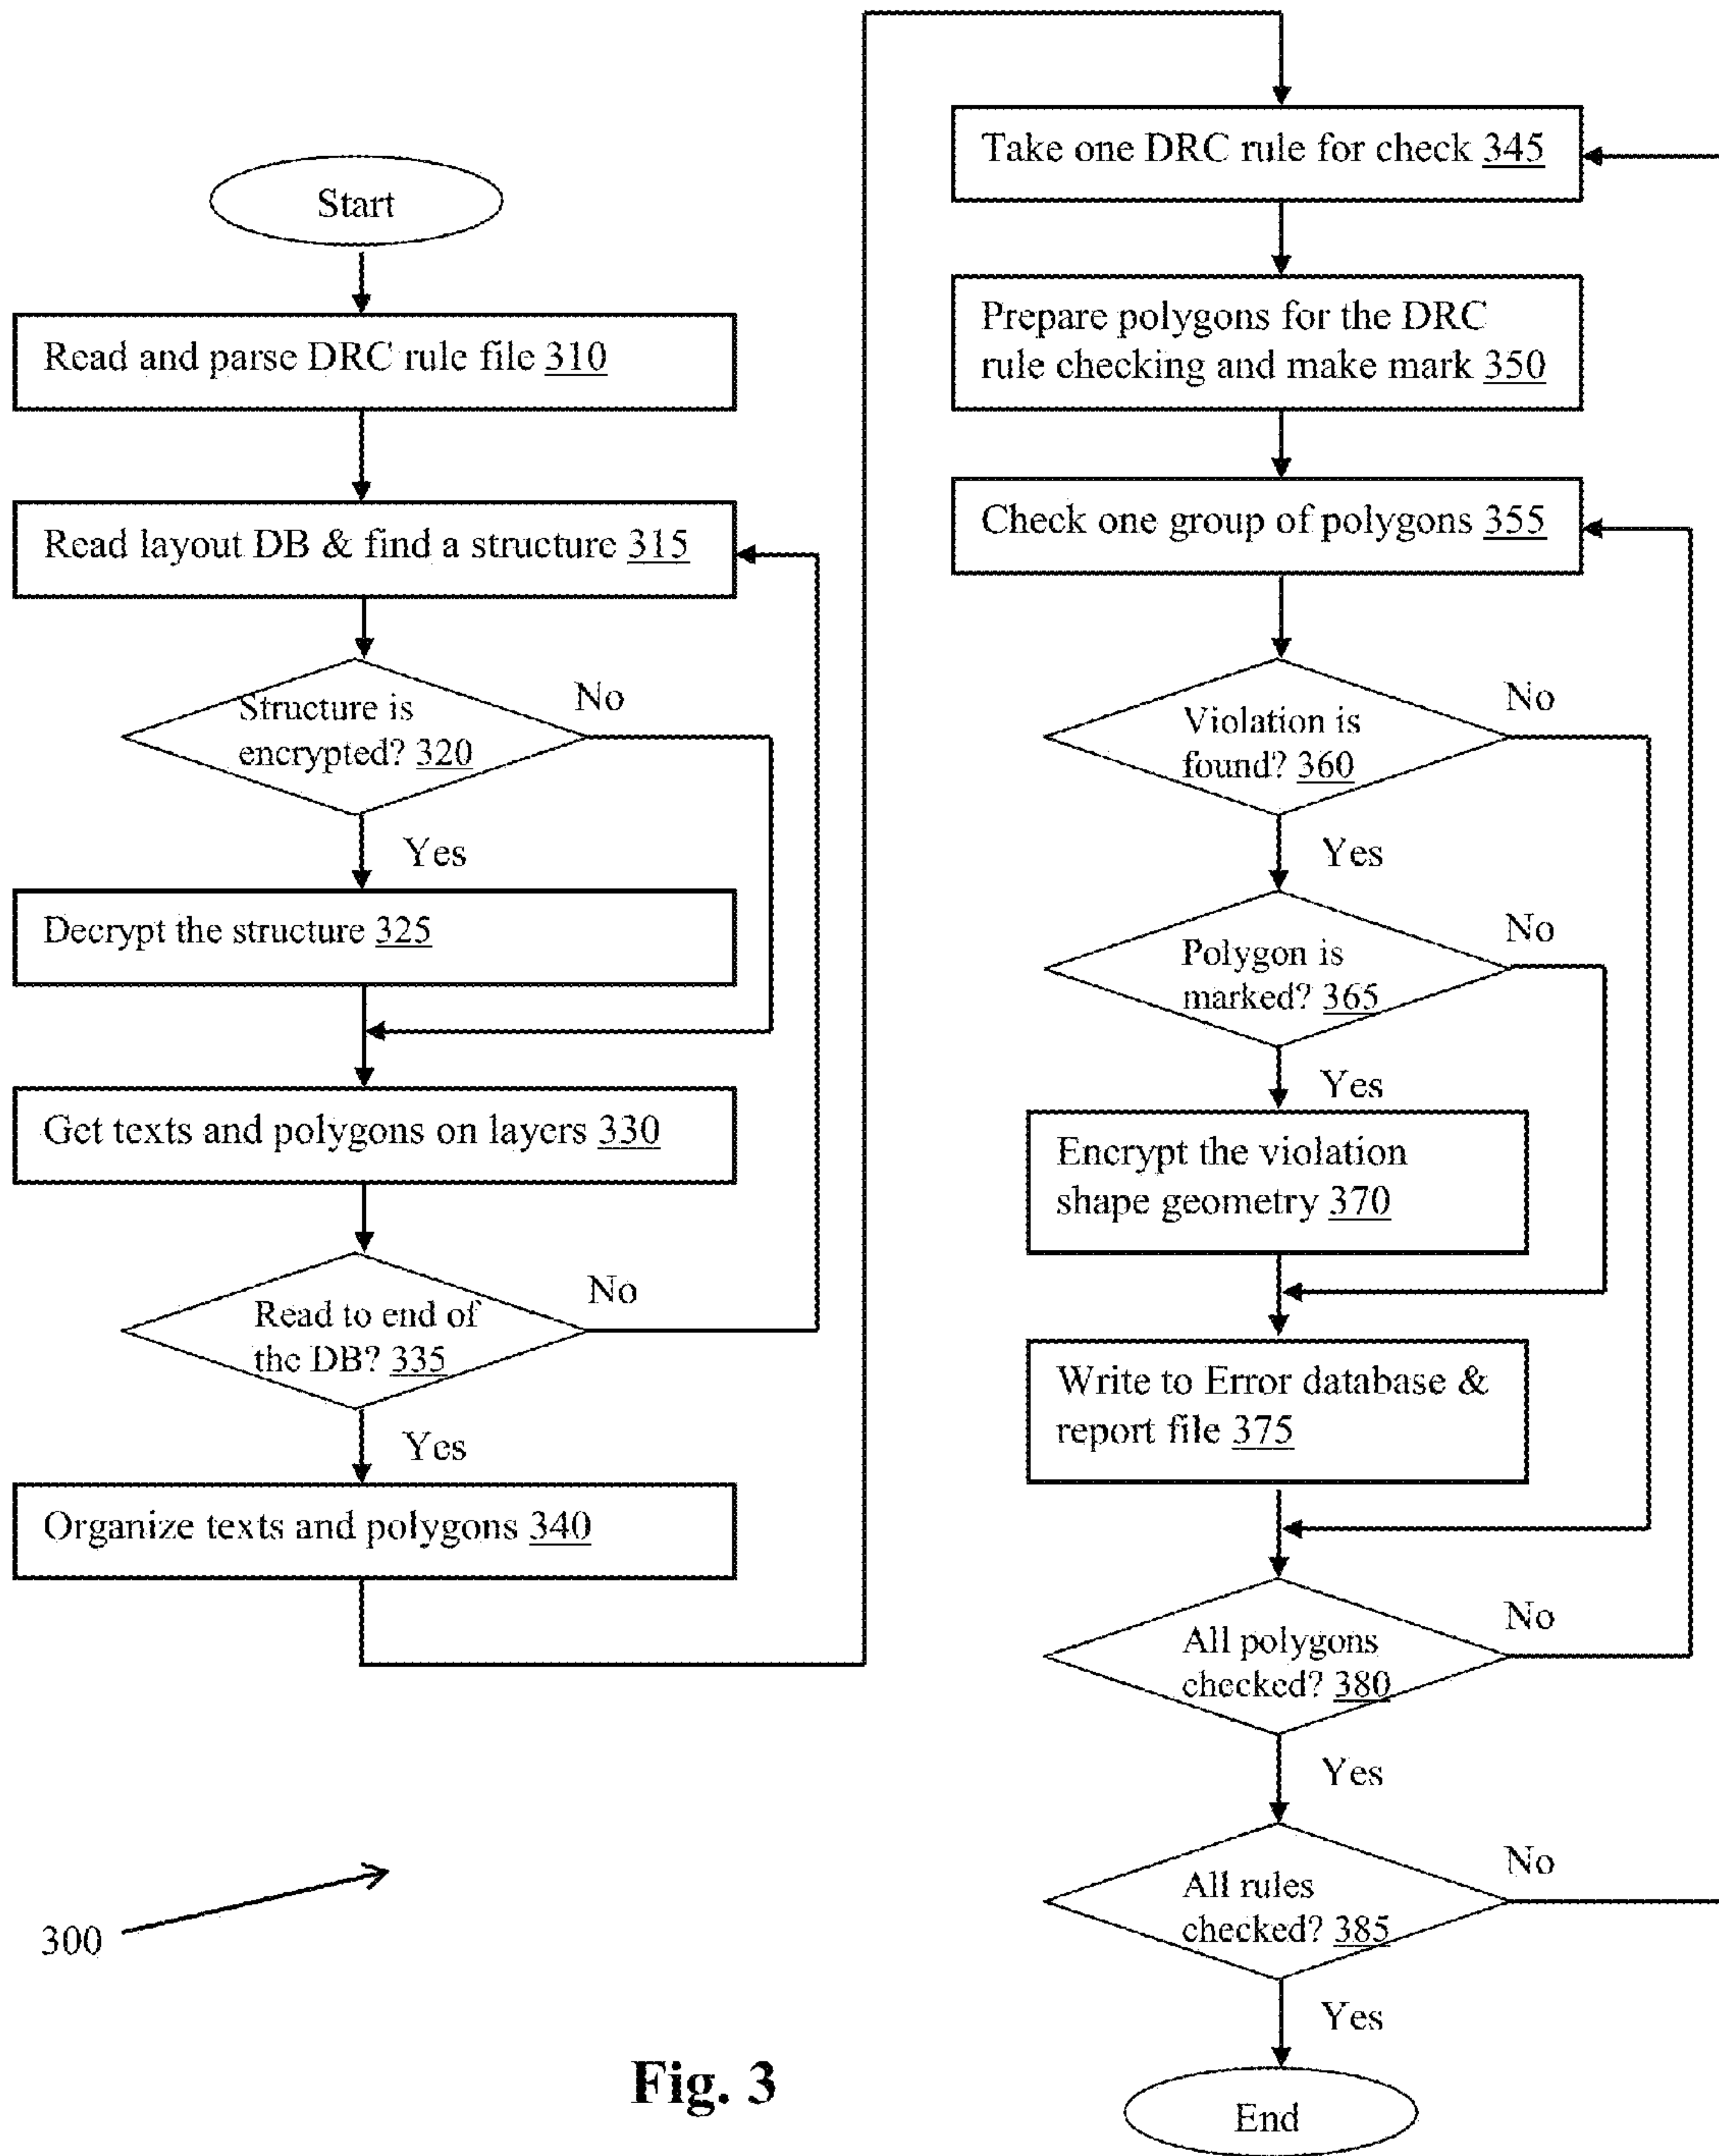 Start
Read and parse DRC rule file 310
Read layout DB & find a structure 315
Structure is
encrypted? 320
No
Yes
Decrypt the structure 325
Get texts and polygons on layers 330
Read to end of
the DB? 335
No
Yes
Organize texts and polygons 340
300
Take one DRC rule for check 345
Prepare polygons for the DRC
rule checking and make mark 350
Check one group of polygons 355
Violation is
found? 360
No
Yes
Polygon is
marked? 365
No
Yes
Encrypt the violation
shape geometry 370
Write to Error database &
report file 375
All polygons
checked? 380
No
Yes
All rules
checked? 385
No
Yes
End
Fig. 3